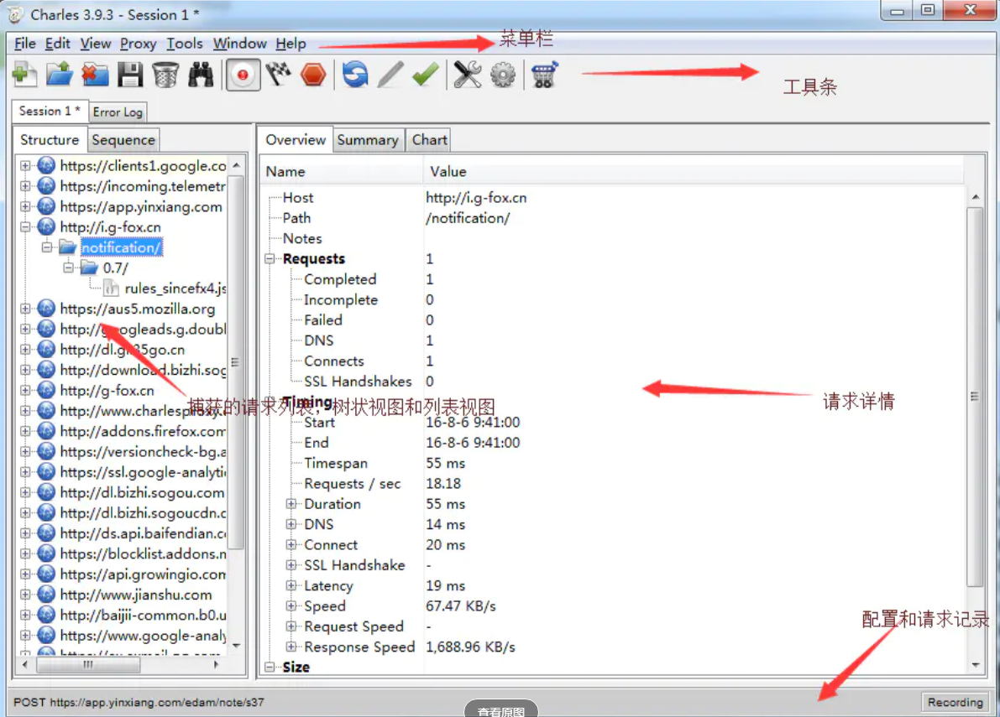 Charles 3.9.3 - Session 1 *
File Edit View Proxy Tools Window Help 菜单栏
工具条
Session 1 * Error Log
Structure Sequence
Overview Summary Chart
Name Value
https://clients1.google.co
https://incoming.telemetr
https://app.yinxiang.com
http://i.g-fox.cn
notification/
0.7/
rules_sincefx4.js
https://aus5.mozilla.org
http://googleads.g.doubl
http://dl.gr35go.cn
http://download.bizhi.sog
http://g-fox.cn
http://www.charlesproxy.
http://addons.firefox.com
https://versioncheck-bg.a
https://ssl.google-analytic
http://dl.bizhi.sogou.com
http://dl.bizhi.sogoucdn.c
http://ds.api.baifendian.c
https://blocklist.addons.m
https://api.growingio.com
http://www.jianshu.com
http://baijii-common.b0.u
https://www.google-analy
捕获的请求列表，树状视图和列表视图
Host http://i.g-fox.cn
Path /notification/
Notes
Requests 1
Completed 1
Incomplete 0
Failed 0
DNS 1
Connects 1
SSL Handshakes 0
请求详情
Timing
Start 16-8-6 9:41:00
End 16-8-6 9:41:00
Timespan 55 ms
Requests / sec 18.18
Duration 55 ms
DNS 14 ms
Connect 20 ms
SSL Handshake -
Latency 19 ms
Speed 67.47 KB/s
Request Speed -
Response Speed 1,688.96 KB/s
Size
配置和请求记录
POST https://app.yinxiang.com/edam/note/s37
Recording
查看原图